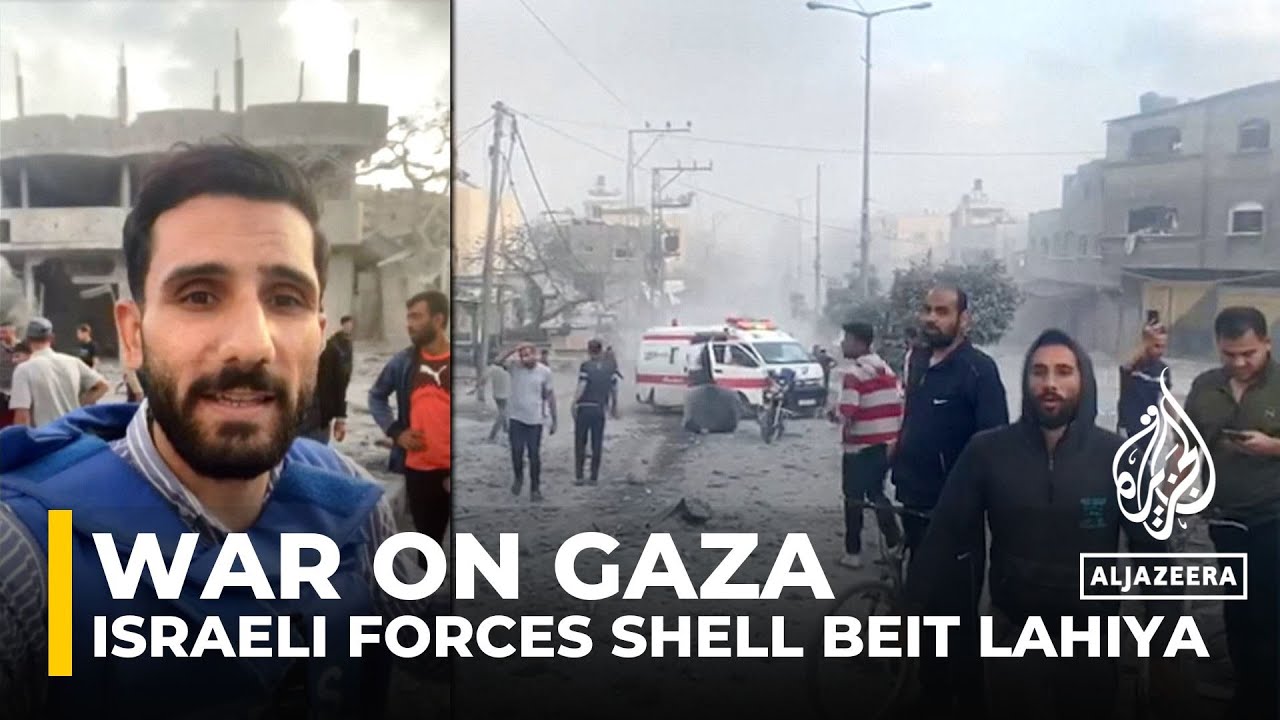 WAR ON GAZA
ISRAELI FORCES SHELL BEIT LAHIYA
الجزيرة
ALJAZEERA